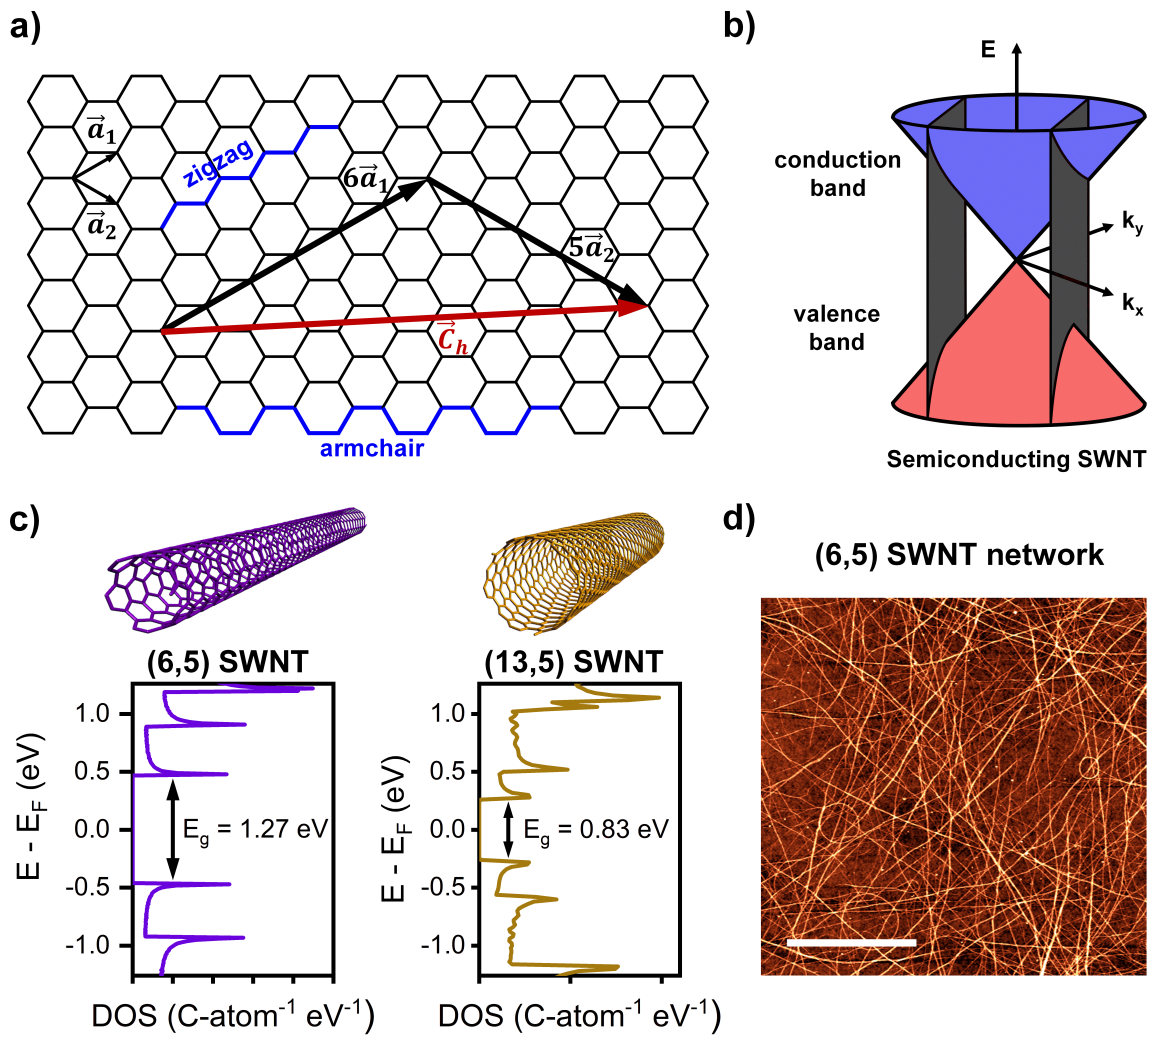 a)
b)
E
a⃗1
zigzag
6a⃗1
conduction
band
a⃗2
5a⃗2
ky
kx
valence
band
C⃗h
armchair
Semiconducting SWNT
c)
d)
(6,5) SWNT network
(6,5) SWNT
(13,5) SWNT
E - EF (eV)
1.0
0.5
0.0
-0.5
-1.0
Eg = 1.27 eV
DOS (C-atom-1 eV-1)
E - EF (eV)
1.0
0.5
0.0
-0.5
-1.0
Eg = 0.83 eV
DOS (C-atom-1 eV-1)